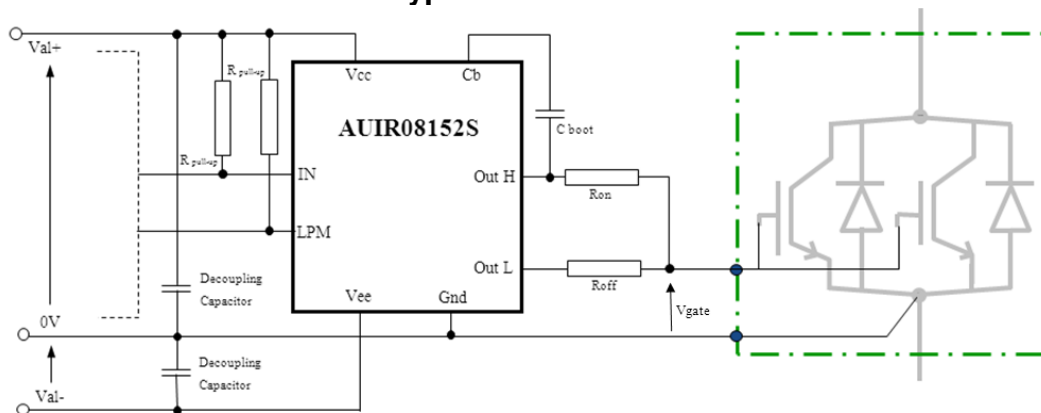 Val+
R pull-up
R pull-up
Vcc
Cb
AUIR08152S
C boot
IN
Out H
Ron
LPM
Out L
Roff
Decoupling
Capacitor
Vee
Gnd
Vgate
0V
Decoupling
Capacitor
Val-